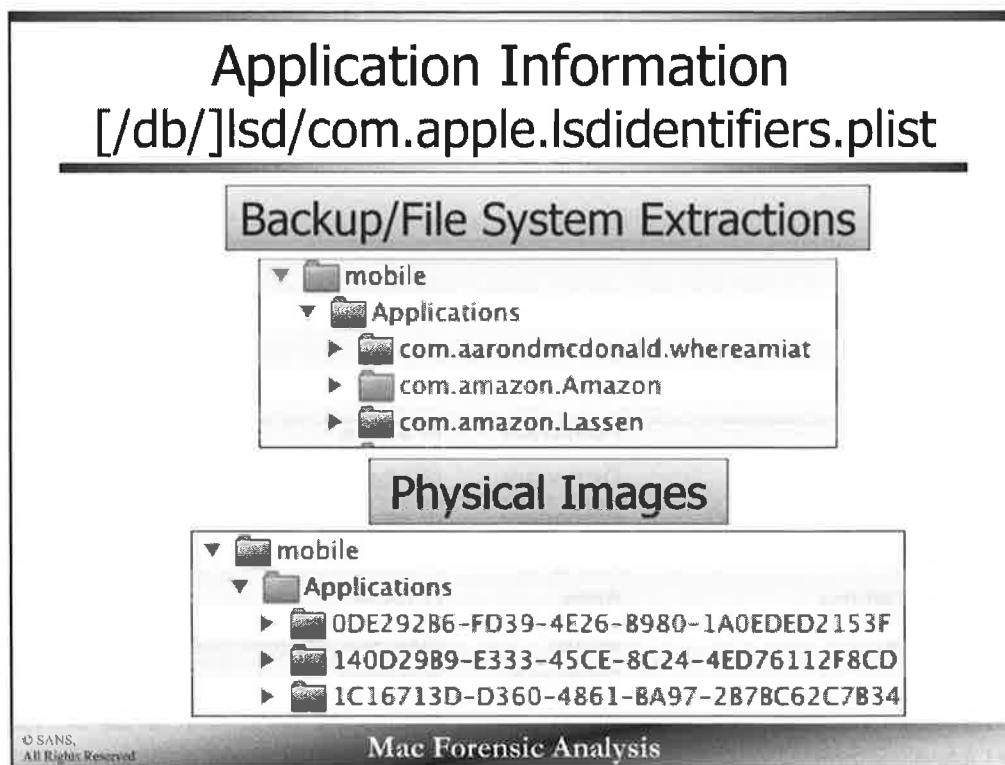 Application Information
[/db/]lsd/com.apple.lsdidentifiers.plist
Backup/File System Extractions
mobile
Applications
com.aarondmcdonald.whereamiat
com.amazon.Amazon
com.amazon.Lassen
Physical Images
mobile
Applications
0DE292B6-FD39-4E26-B980-1A0EDED2153F
140D29B9-E333-45CE-8C24-4ED76112F8CD
1C16713D-D360-4861-BA97-2B7BC62C7B34
© SANS,
All Rights Reserved
Mac Forensic Analysis